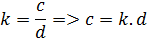 k = c/d => c = k.d